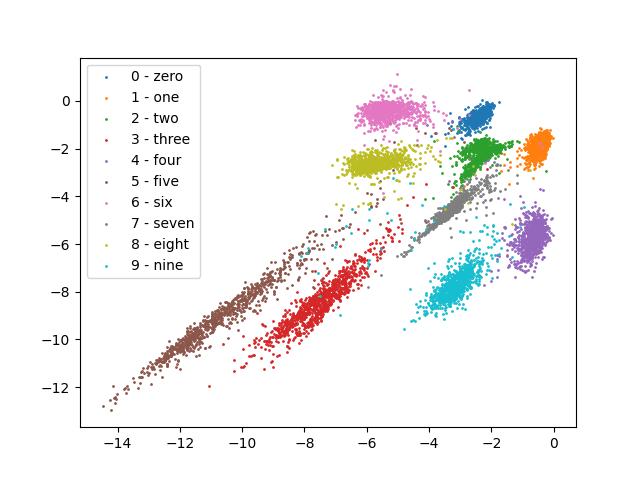 0 - zero
1 - one
2 - two
3 - three
4 - four
5 - five
6 - six
7 - seven
8 - eight
9 - nine
0
−2
−4
−6
−8
−10
−12
−14 −12 −10 −8 −6 −4 −2 0